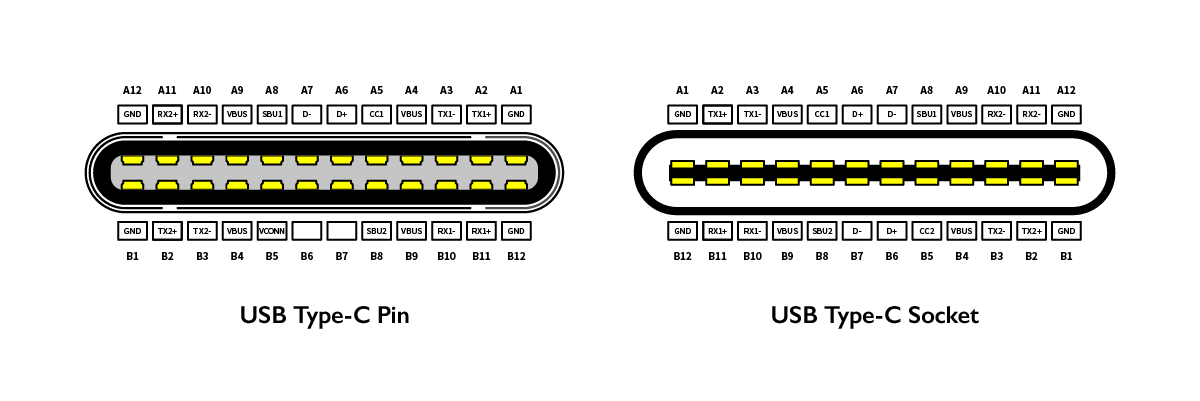 A12 A11 A10 A9 A8 A7 A6 A5 A4 A3 A2 A1
GND RX2+ RX2- VBUS SBU1 D- D+ CC1 VBUS TX1- TX1+ GND
GND TX2+ TX2- VBUS VCONN SBU2 VBUS RX1- RX1+ GND
B1 B2 B3 B4 B5 B6 B7 B8 B9 B10 B11 B12
USB Type-C Pin
A1 A2 A3 A4 A5 A6 A7 A8 A9 A10 A11 A12
GND TX1+ TX1- VBUS CC1 D+ D- SBU1 VBUS RX2- RX2- GND
GND RX1+ RX1- VBUS SBU2 D- D+ CC2 VBUS TX2- TX2+ GND
B12 B11 B10 B9 B8 B7 B6 B5 B4 B3 B2 B1
USB Type-C Socket